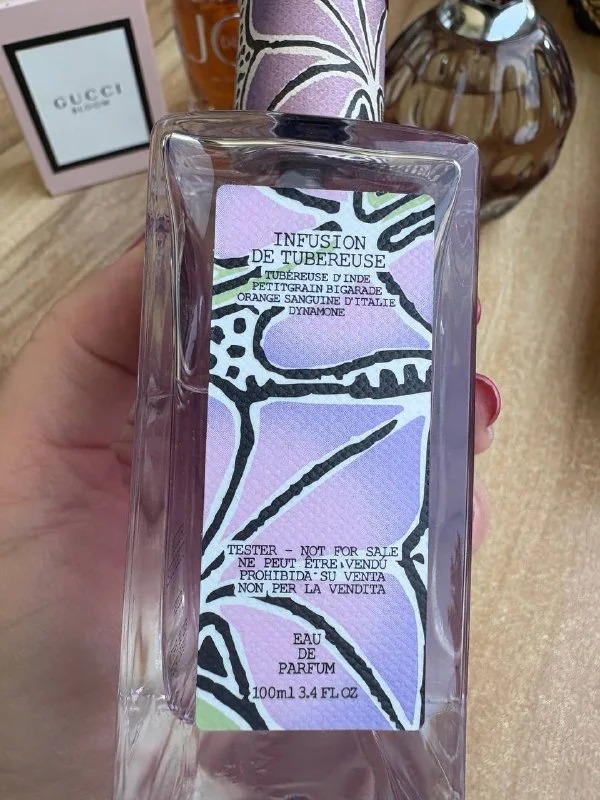 GUCCI
BLOOM
INFUSION
DE TUBEREUSE
TUBÉREUSE D'INDE
PETITGRAIN BIGARADE
ORANGE SANGUINE D'ITALIE
DYNAMONE
TESTER - NOT FOR SALE
NE PEUT ÊTRE VENDU
PROHIBIDA SU VENTA
NON PER LA VENDITA
EAU
DE
PARFUM
100ml 3.4 FL OZ